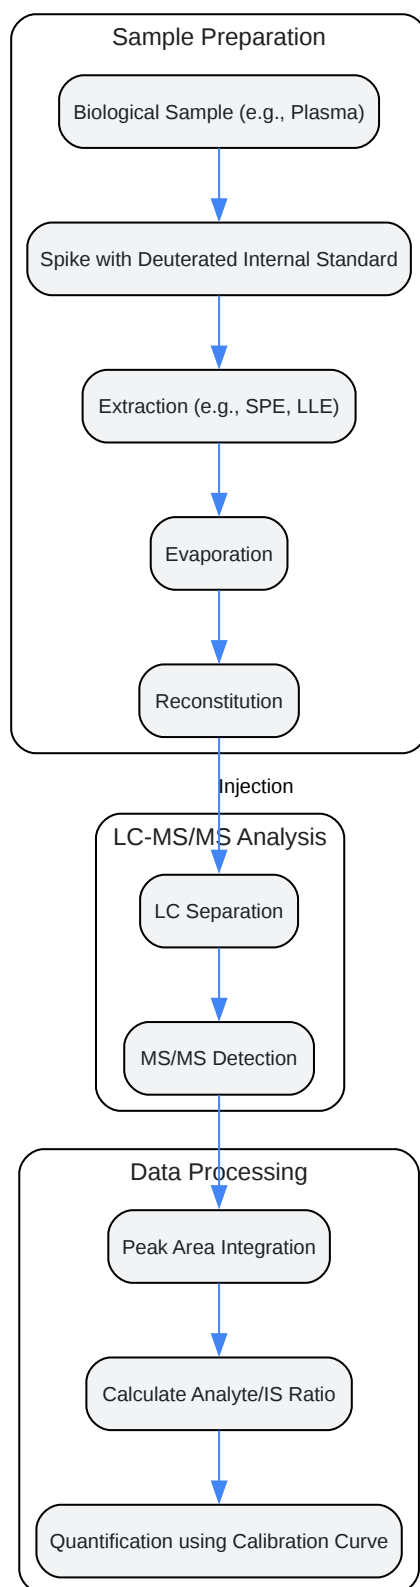 Sample Preparation
Biological Sample (e.g., Plasma)
Spike with Deuterated Internal Standard
Extraction (e.g., SPE, LLE)
Evaporation
Reconstitution
Injection
LC-MS/MS Analysis
LC Separation
MS/MS Detection
Data Processing
Peak Area Integration
Calculate Analyte/IS Ratio
Quantification using Calibration Curve